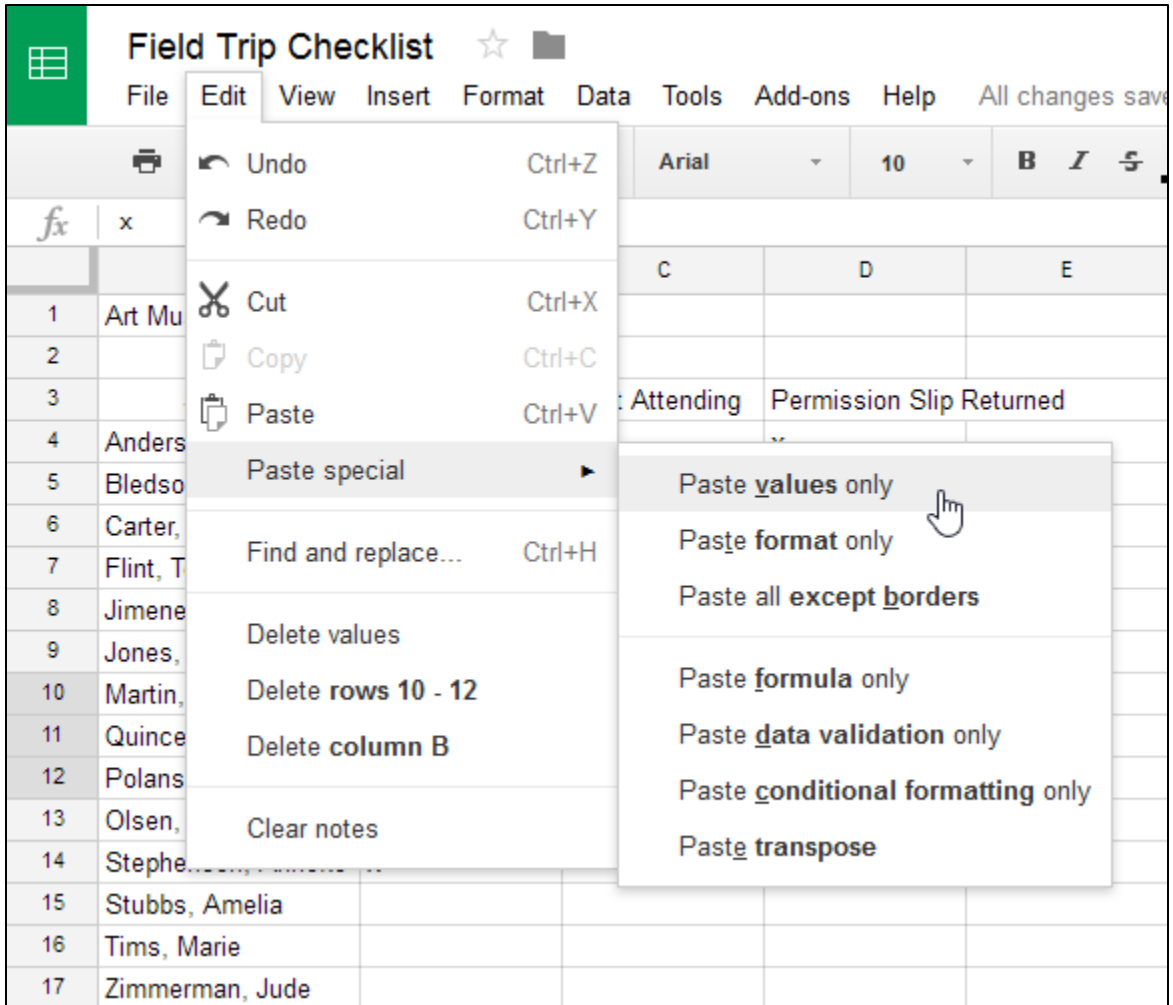 Field Trip Checklist
File Edit View Insert Format Data Tools Add-ons Help All changes save
Arial 10 B I S
fx x
C D E
Undo Ctrl+Z
Redo Ctrl+Y
Cut Ctrl+X
Copy Ctrl+C
Paste Ctrl+V
Paste special
Find and replace... Ctrl+H
Delete values
Delete rows 10 - 12
Delete column B
Clear notes
Paste values only
Paste format only
Paste all except borders
Paste formula only
Paste data validation only
Paste conditional formatting only
Paste transpose
1 Art Mu
2
3 Attending Permission Slip Returned
4 Anders x
5 Bledso
6 Carter,
7 Flint, T
8 Jimene
9 Jones,
10 Martin,
11 Quince
12 Polans
13 Olsen,
14 Stephe
15 Stubbs, Amelia
16 Tims, Marie
17 Zimmerman, Jude